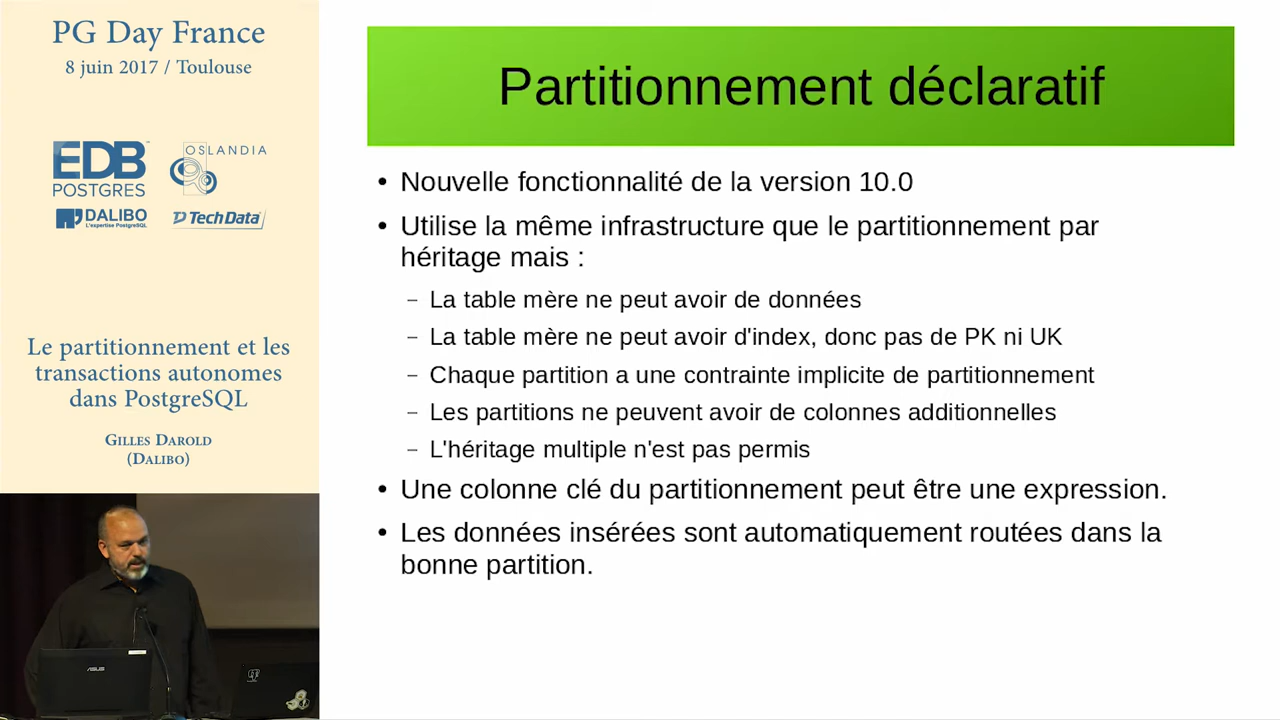 PG Day France
8 juin 2017 / Toulouse
EDB
POSTGRES
OSLANDIA
DALIBO
L'expertise PostgreSQL
Tech Data
Le partitionnement et les
transactions autonomes
dans PostgreSQL
GILLES DAROLD
(DALIBO)
ASUS
Partitionnement déclaratif
• Nouvelle fonctionnalité de la version 10.0
• Utilise la même infrastructure que le partitionnement par
héritage mais :
– La table mère ne peut avoir de données
– La table mère ne peut avoir d'index, donc pas de PK ni UK
– Chaque partition a une contrainte implicite de partitionnement
– Les partitions ne peuvent avoir de colonnes additionnelles
– L'héritage multiple n'est pas permis
• Une colonne clé du partitionnement peut être une expression.
• Les données insérées sont automatiquement routées dans la
bonne partition.